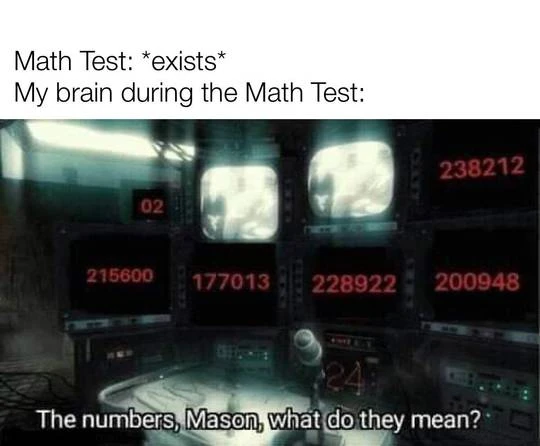 Math Test: *exists*
My brain during the Math Test:
238212
02
215600
177013
228922
200948
24
The numbers, Mason, what do they mean?